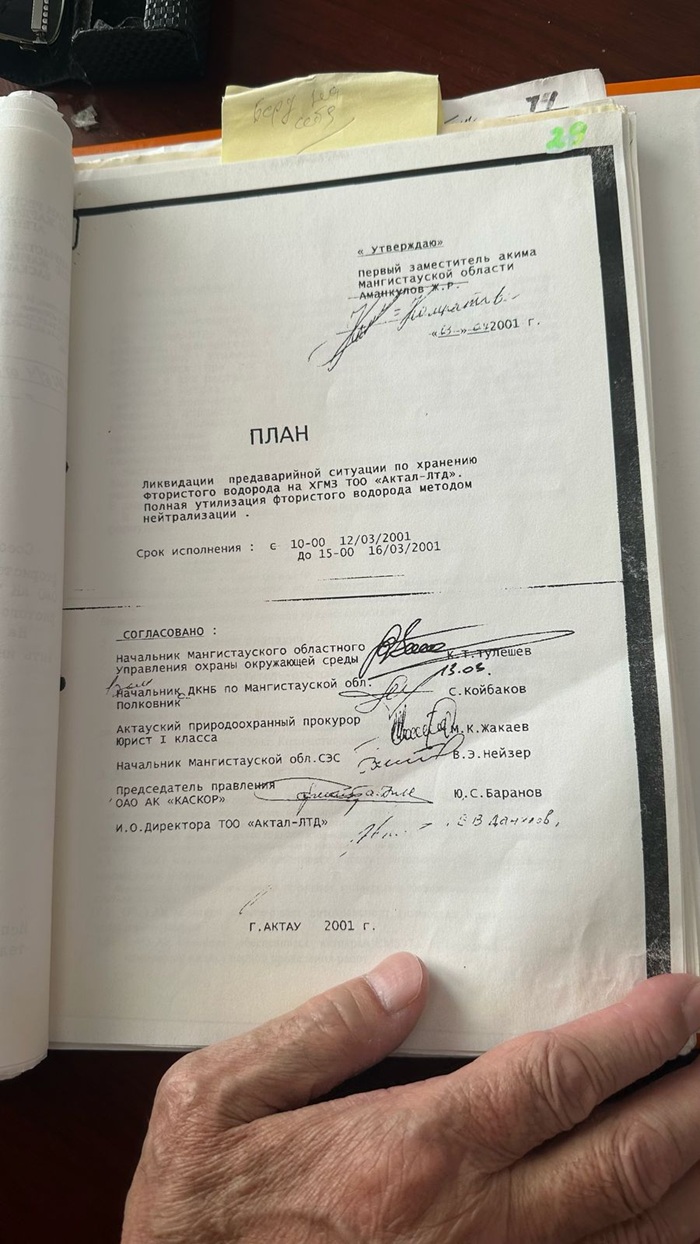 беру на себя
28
« Утверждаю»
Первый заместитель акима
Мангистауской области
Аманкулов Ж.Р.
2001 г.
ПЛАН
Ликвидации предаварийной ситуации по хранению
Фтористого водорода на ХГМЗ ТОО «Актал-Лтд».
Полная утилизация фтористого водорода методом
нейтрализации .
Срок исполнения : с 10-00 12/03/2001
До 15-00 16/03/2001
СОГЛАСОВАНО :
Начальник Мангистауского областного
Управления охраны окружающей среды К.Т.Тулешев
13.03.
Начальник ДКНБ по Мангистауской обл.
полковник С.Койбаков
Актауский природоохранный прокурор
Юрист I класса М.К.Жакаев
Начальник Мангистауской обл.СЭС В.Э.Нейзер
Председатель правления
ОАО АК «КАСКОР» Ю.С.Баранов
И.О.Директора ТОО «Актал-ЛТД»
Г.АКТАУ 2001 г.